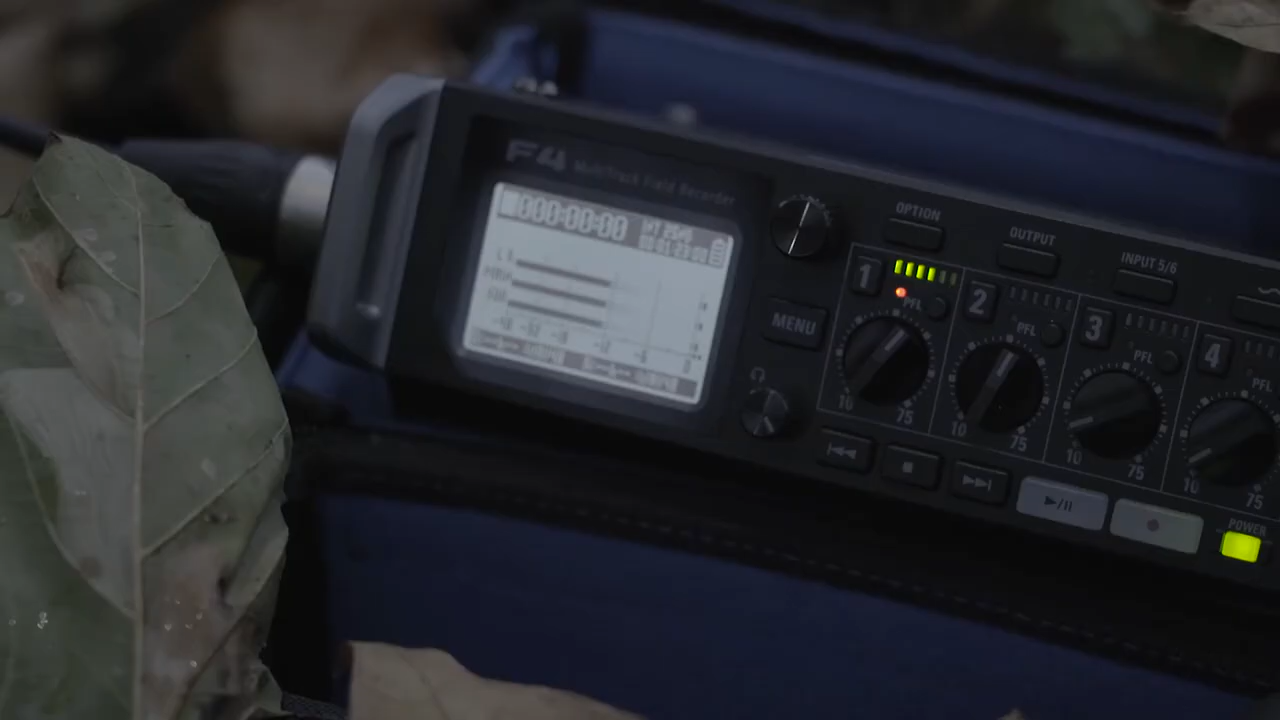 F4 MultiTrack Field Recorder
000:00:00
OPTION
OUTPUT
INPUT 5/6
MENU
1
PFL
10
75
2
PFL
10
75
3
PFL
10
75
4
PFL
10
75
POWER